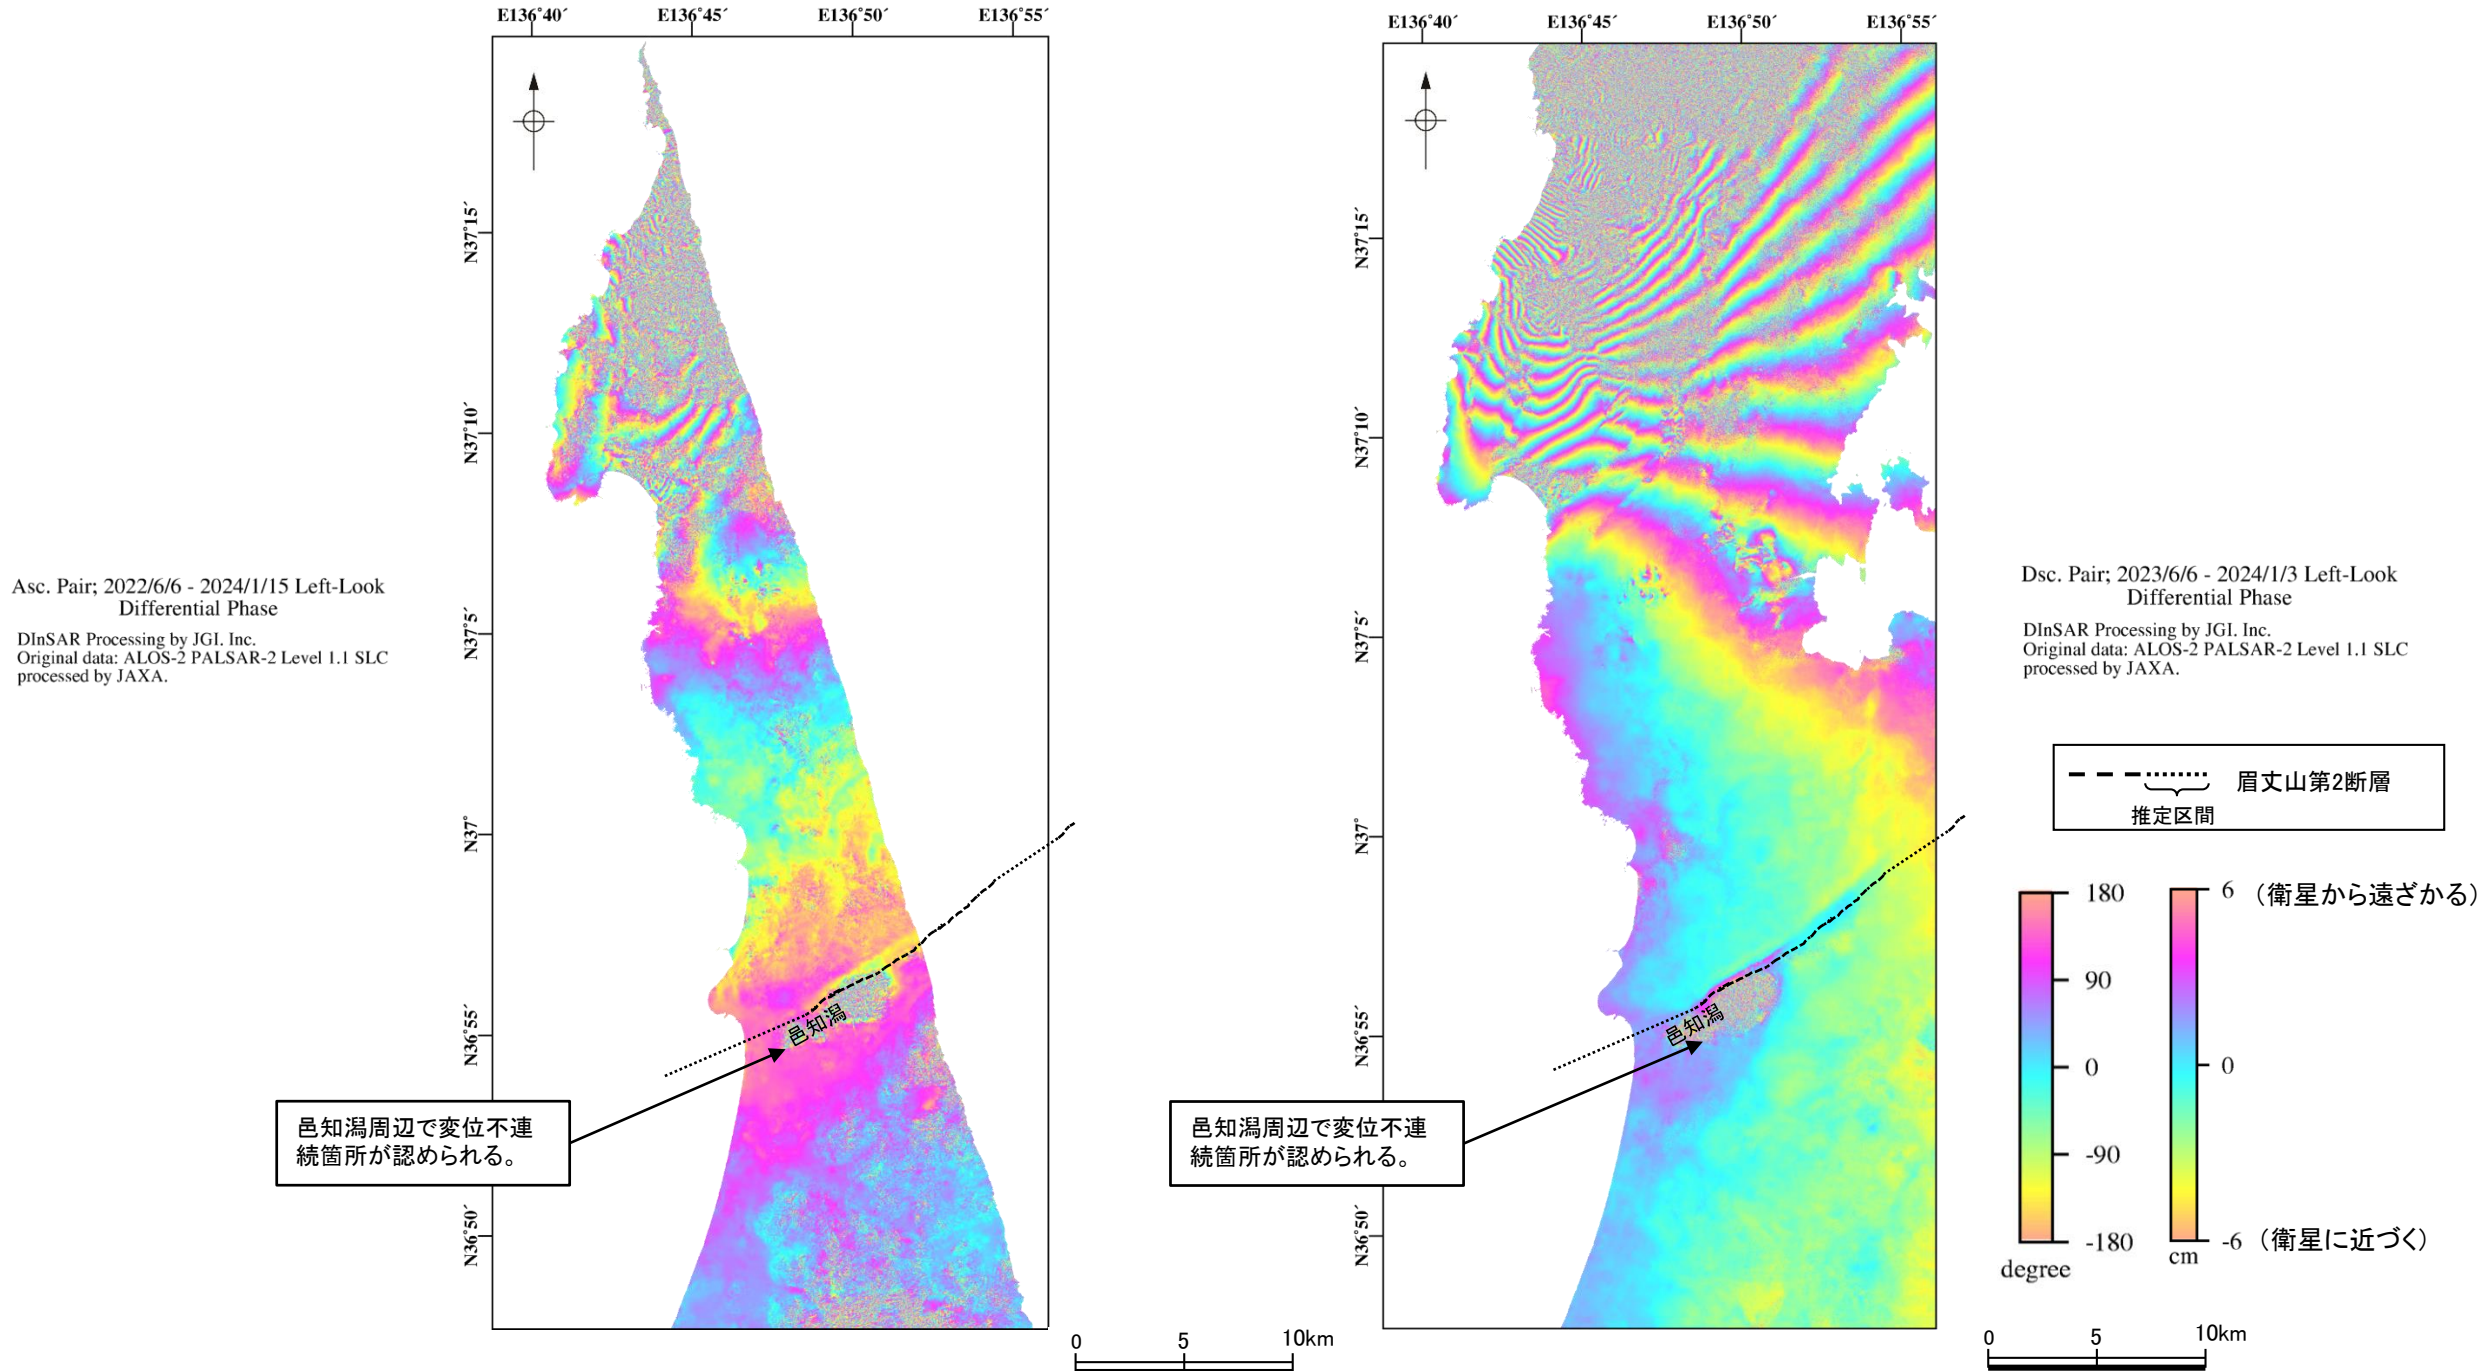 E136°40′ E136°45′ E136°50′ E136°55′
N37°15′
N37°10′
N37°5′
N37°
N36°55′
N36°50′
Asc. Pair; 2022/6/6 - 2024/1/15 Left-Look
Differential Phase
DInSAR Processing by JGI. Inc.
Original data: ALOS-2 PALSAR-2 Level 1.1 SLC
processed by JAXA.
邑知潟
邑知潟周辺で変位不連
続箇所が認められる。
0 5 10km
E136°40′ E136°45′ E136°50′ E136°55′
N37°15′
N37°10′
N37°5′
N37°
N36°55′
N36°50′
Dsc. Pair; 2023/6/6 - 2024/1/3 Left-Look
Differential Phase
DInSAR Processing by JGI. Inc.
Original data: ALOS-2 PALSAR-2 Level 1.1 SLC
processed by JAXA.
邑知潟
邑知潟周辺で変位不連
続箇所が認められる。
眉丈山第2断層
推定区間
180 6 (衛星から遠ざかる)
90
0 0
-90
-180 -6 (衛星に近づく)
degree cm
0 5 10km